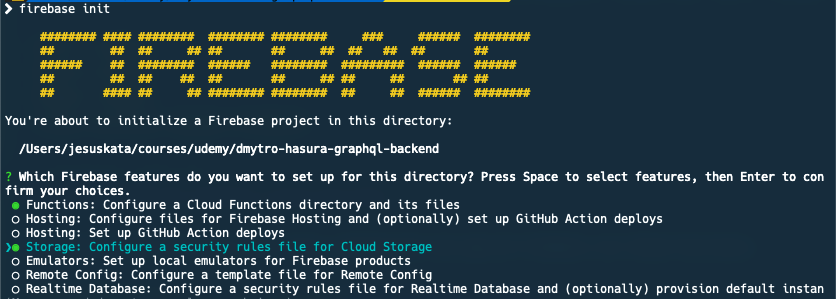 ❯ firebase init
FIREBASE
You're about to initialize a Firebase project in this directory:
/Users/jesuskata/courses/udemy/dmytro-hasura-graphql-backend
? Which Firebase features do you want to set up for this directory? Press Space to select features, then Enter to con
firm your choices.
◉ Functions: Configure a Cloud Functions directory and its files
◯ Hosting: Configure files for Firebase Hosting and (optionally) set up GitHub Action deploys
◯ Hosting: Set up GitHub Action deploys
❯◉ Storage: Configure a security rules file for Cloud Storage
◯ Emulators: Set up local emulators for Firebase products
◯ Remote Config: Configure a template file for Remote Config
◯ Realtime Database: Configure a security rules file for Realtime Database and (optionally) provision default instan